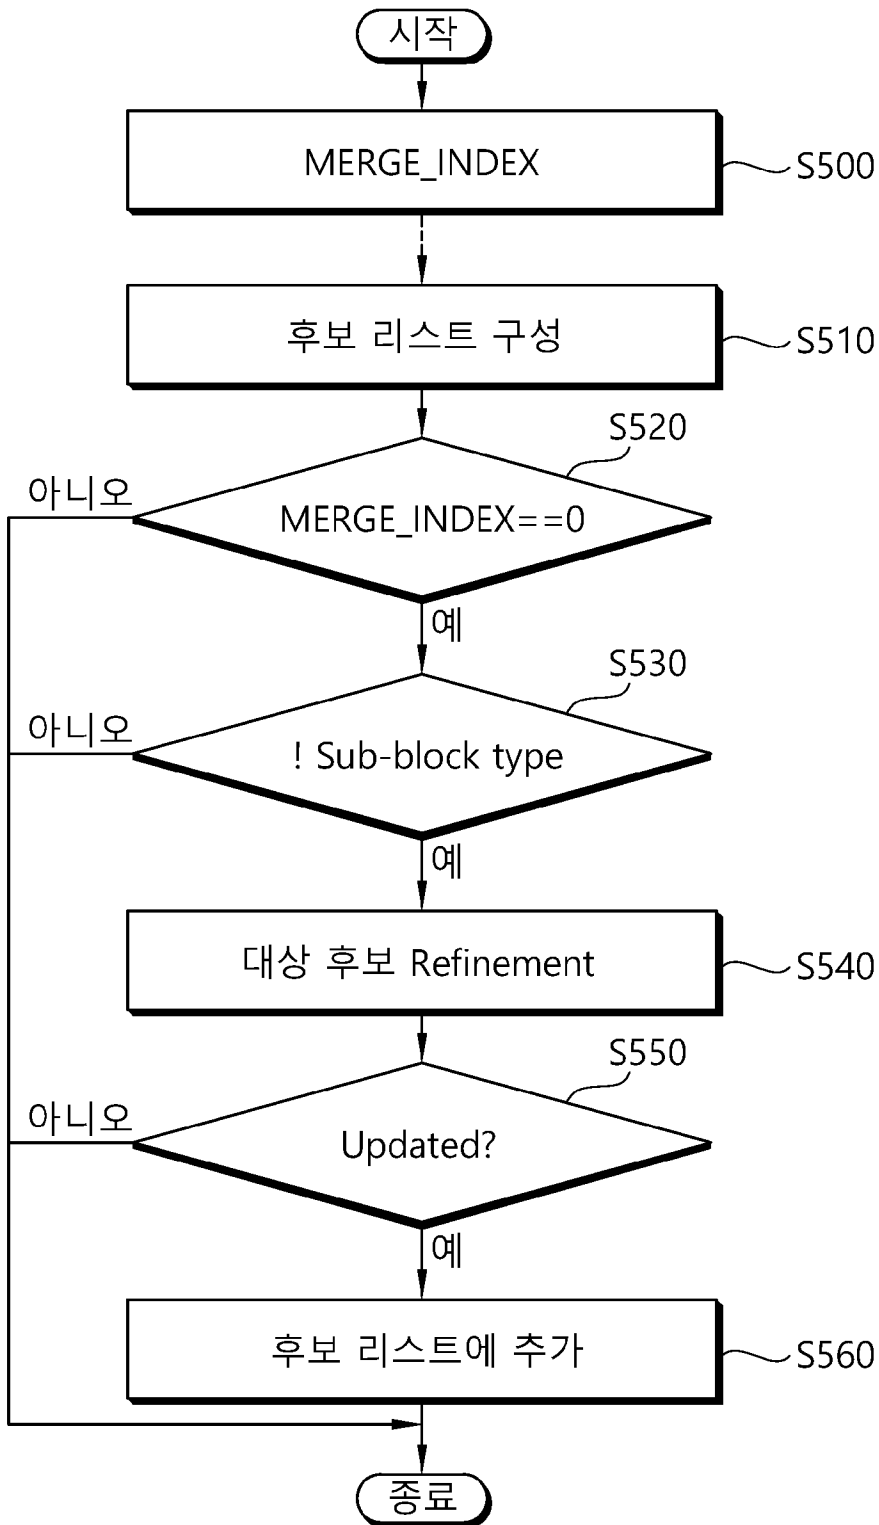 시작
MERGE_INDEX
S500
후보 리스트 구성
S510
S520
아니오
MERGE_INDEX==0
예
S530
아니오
! Sub-block type
예
대상 후보 Refinement
S540
S550
아니오
Updated?
예
후보 리스트에 추가
S560
종료